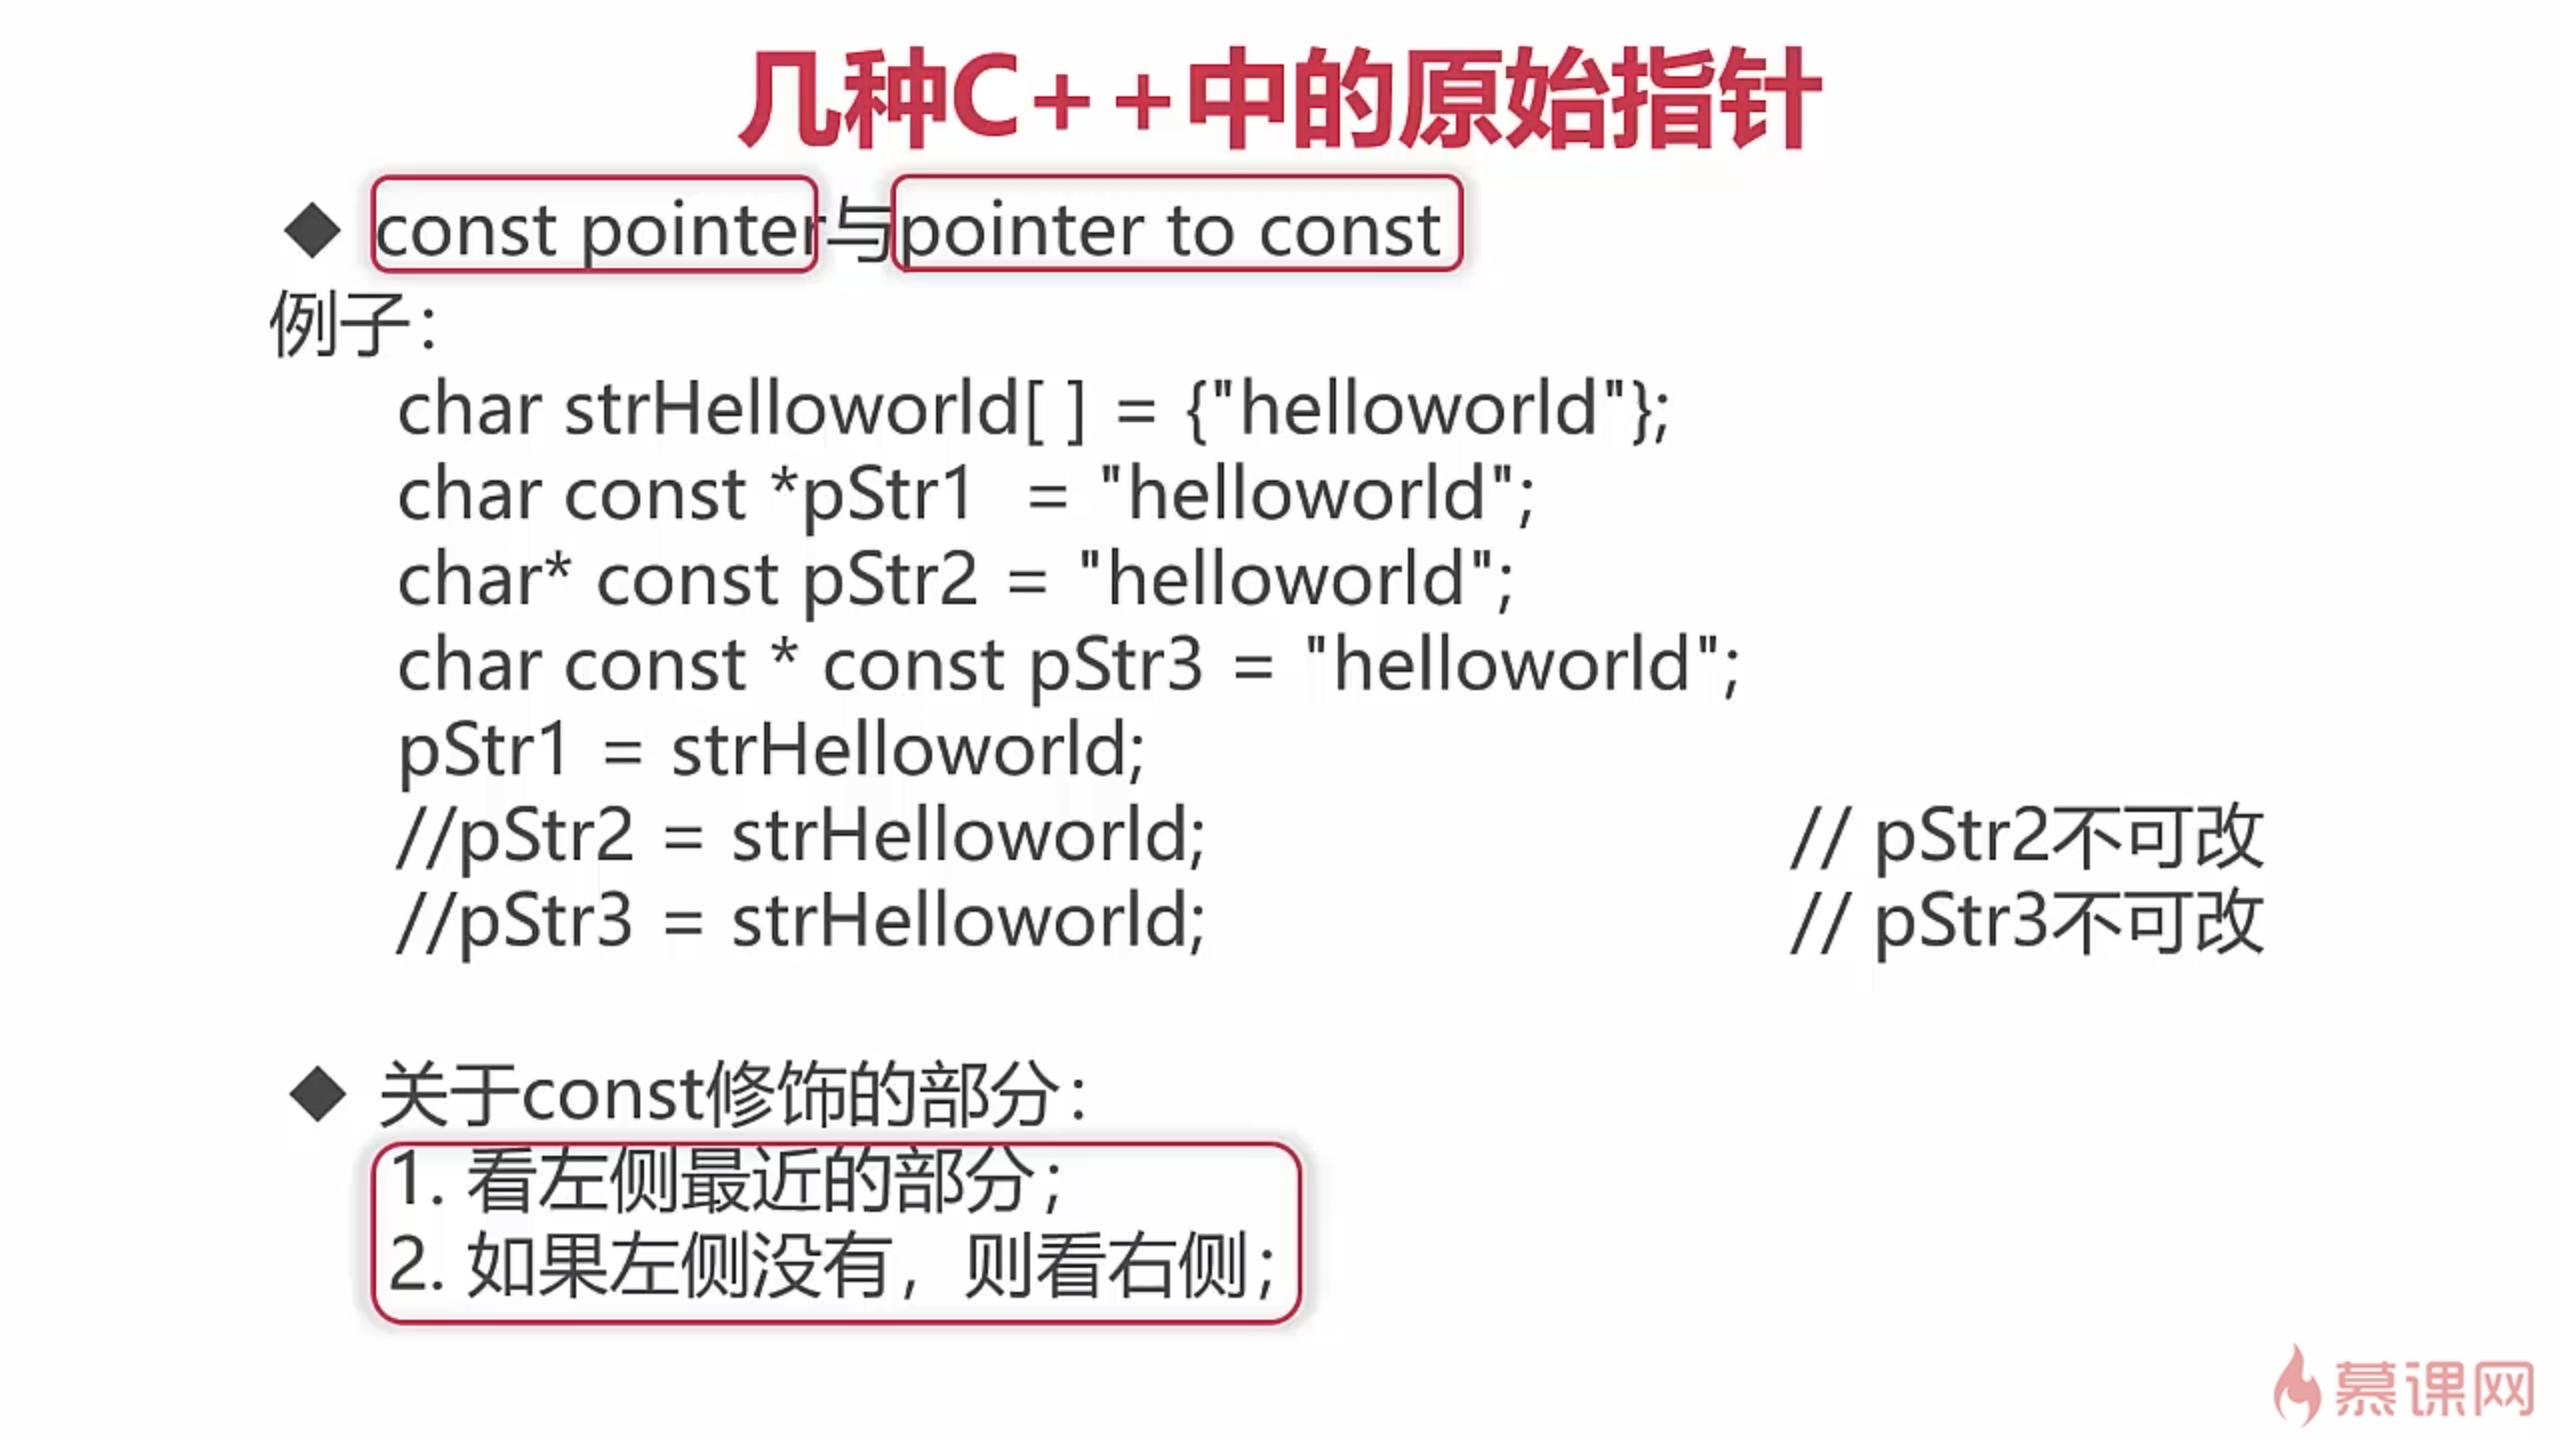 几种C++中的原始指针
◆ const pointer与pointer to const
例子：
char strHelloworld[ ] = {"helloworld"};
char const *pStr1  = "helloworld";
char* const pStr2 = "helloworld";
char const * const pStr3 = "helloworld";
pStr1 = strHelloworld;
//pStr2 = strHelloworld; // pStr2不可改
//pStr3 = strHelloworld; // pStr3不可改
◆ 关于const修饰的部分：
1. 看左侧最近的部分；
2. 如果左侧没有，则看右侧；
慕课网